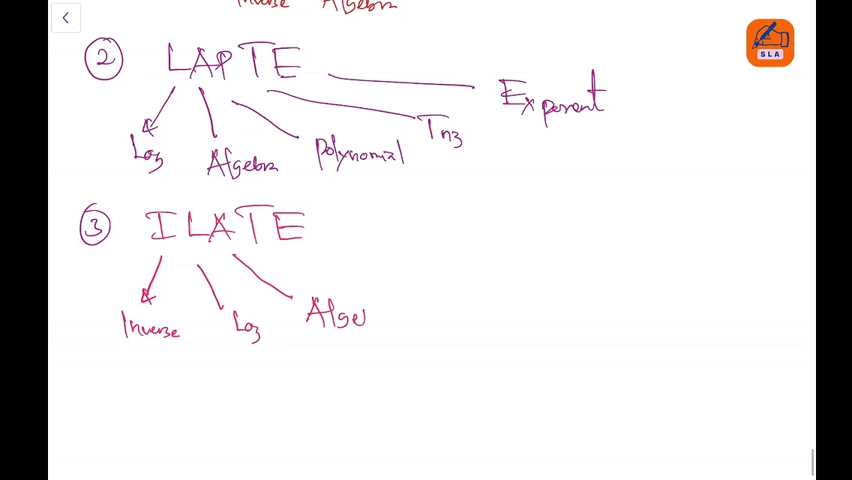 Inverse Algebra
② LAPTE
SLA
Exponent
Log Algebra Polynomial Trig
③ ILATE
Inverse Log Alge